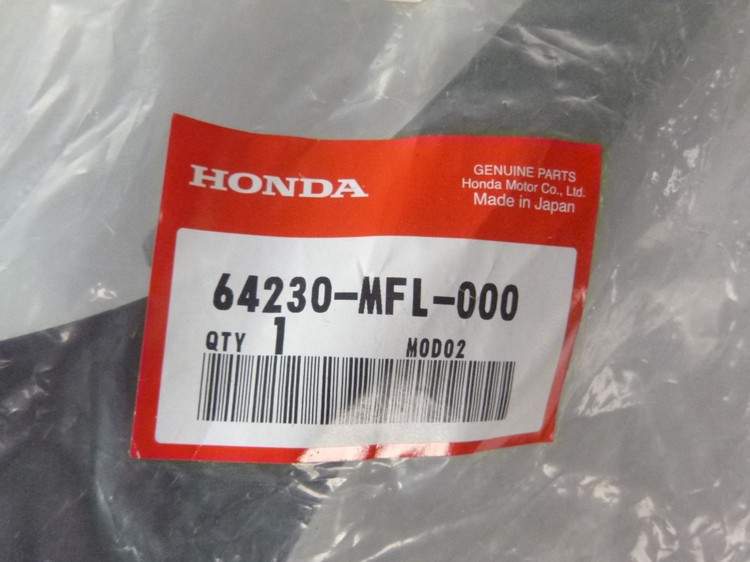 HONDA
GENUINE PARTS
Honda Motor Co., Ltd.
Made in Japan
64230-MFL-000
QTY 1 MOD02